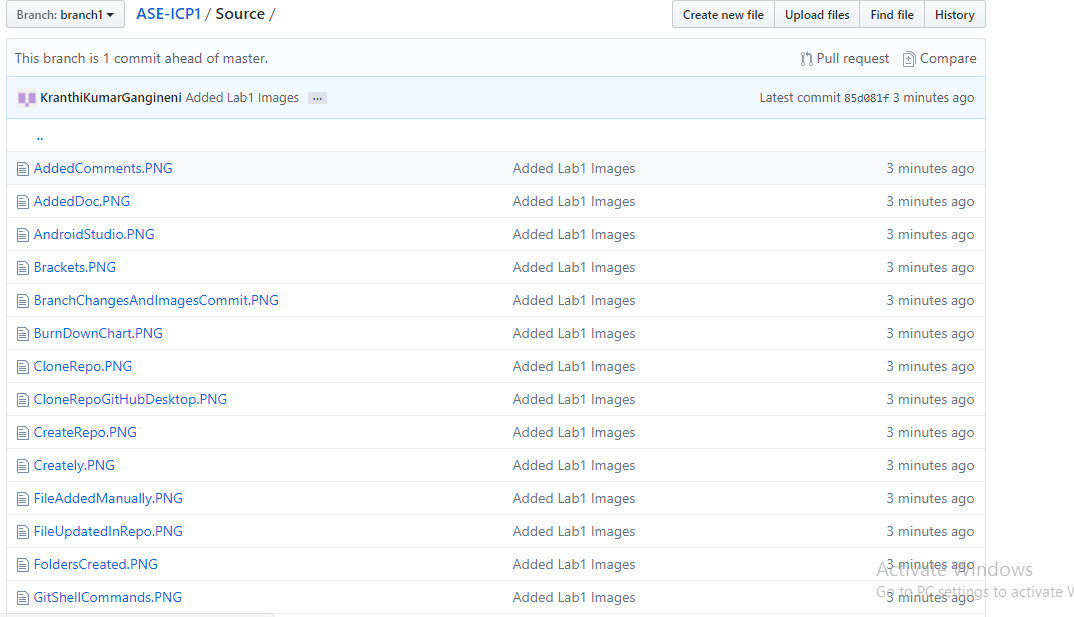 Branch: branch1 ASE-ICP1 / Source / Create new file Upload files Find file History
This branch is 1 commit ahead of master. Pull request Compare
KranthiKumarGangineni Added Lab1 Images ... Latest commit 85d081f 3 minutes ago
..
AddedComments.PNG Added Lab1 Images 3 minutes ago
AddedDoc.PNG Added Lab1 Images 3 minutes ago
AndroidStudio.PNG Added Lab1 Images 3 minutes ago
Brackets.PNG Added Lab1 Images 3 minutes ago
BranchChangesAndImagesCommit.PNG Added Lab1 Images 3 minutes ago
BurnDownChart.PNG Added Lab1 Images 3 minutes ago
CloneRepo.PNG Added Lab1 Images 3 minutes ago
CloneRepoGitHubDesktop.PNG Added Lab1 Images 3 minutes ago
CreateRepo.PNG Added Lab1 Images 3 minutes ago
Creately.PNG Added Lab1 Images 3 minutes ago
FileAddedManually.PNG Added Lab1 Images 3 minutes ago
FileUpdatedInRepo.PNG Added Lab1 Images 3 minutes ago
FoldersCreated.PNG Added Lab1 Images 3 minutes ago
Activate Windows
GitShellCommands.PNG Added Lab1 Images 3 minutes ago
Go to PC settings to activate W